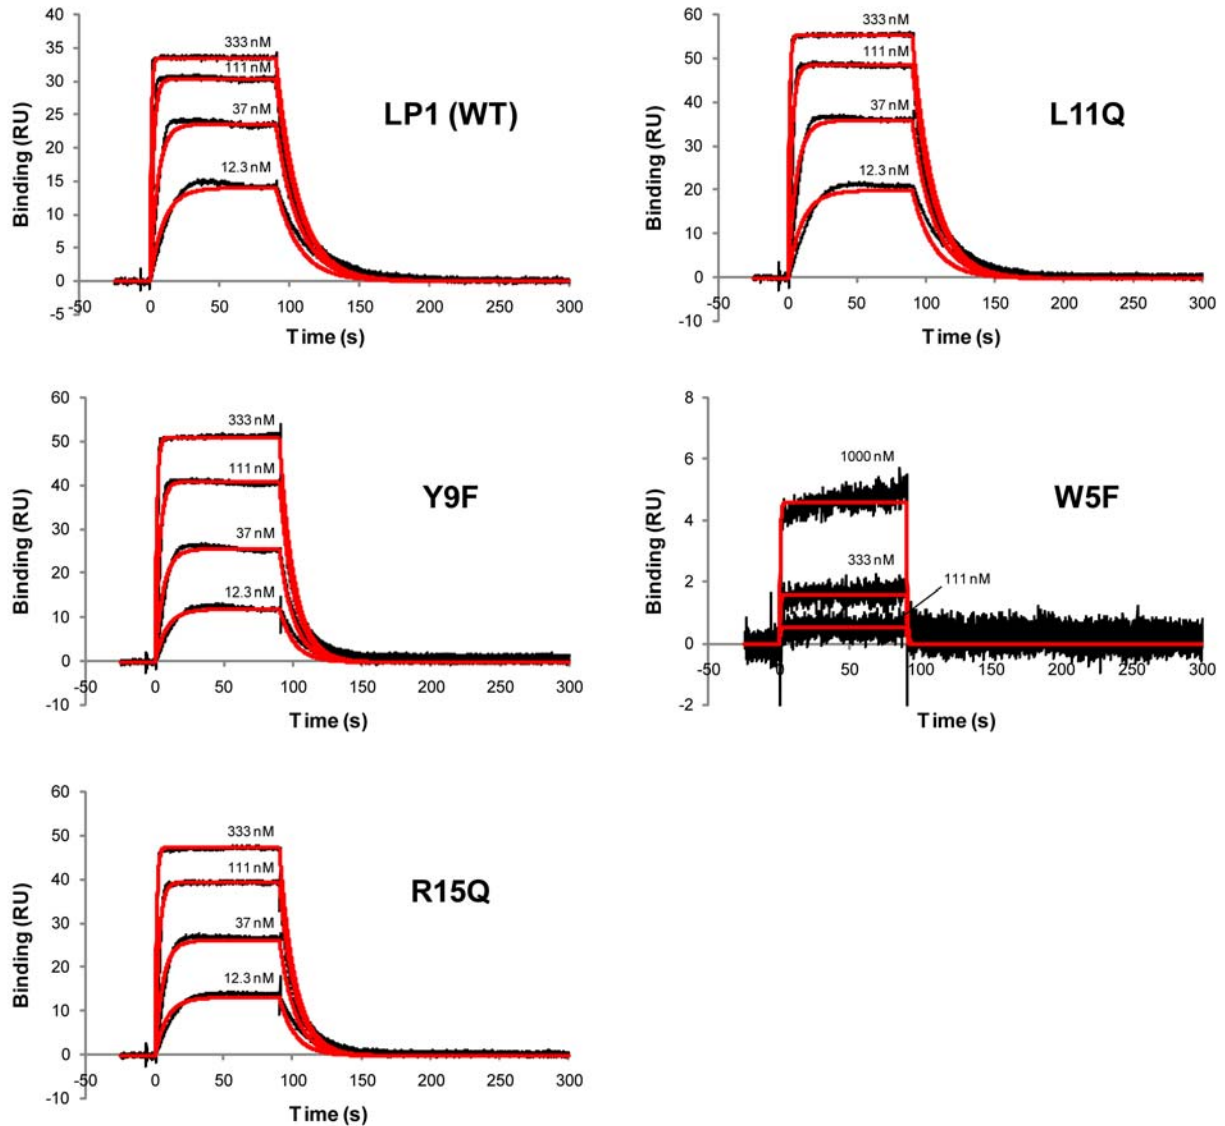 40
35
30
25
20
15
10
5
0
-5
Binding (RU)
333 nM
111 nM
37 nM
12.3 nM
LP1 (WT)
-50 0 50 100 150 200 250 300
Time (s)
60
50
40
30
20
10
0
-10
Binding (RU)
333 nM
111 nM
37 nM
12.3 nM
L11Q
-50 0 50 100 150 200 250 300
Time (s)
60
50
40
30
20
10
0
-10
Binding (RU)
333 nM
111 nM
37 nM
12.3 nM
Y9F
-50 0 50 100 150 200 250 300
Time (s)
8
6
4
2
0
-2
Binding (RU)
1000 nM
333 nM
111 nM
W5F
-50 0 50 100 150 200 250 300
Time (s)
60
50
40
30
20
10
0
-10
Binding (RU)
333 nM
111 nM
37 nM
12.3 nM
R15Q
-50 0 50 100 150 200 250 300
Time (s)